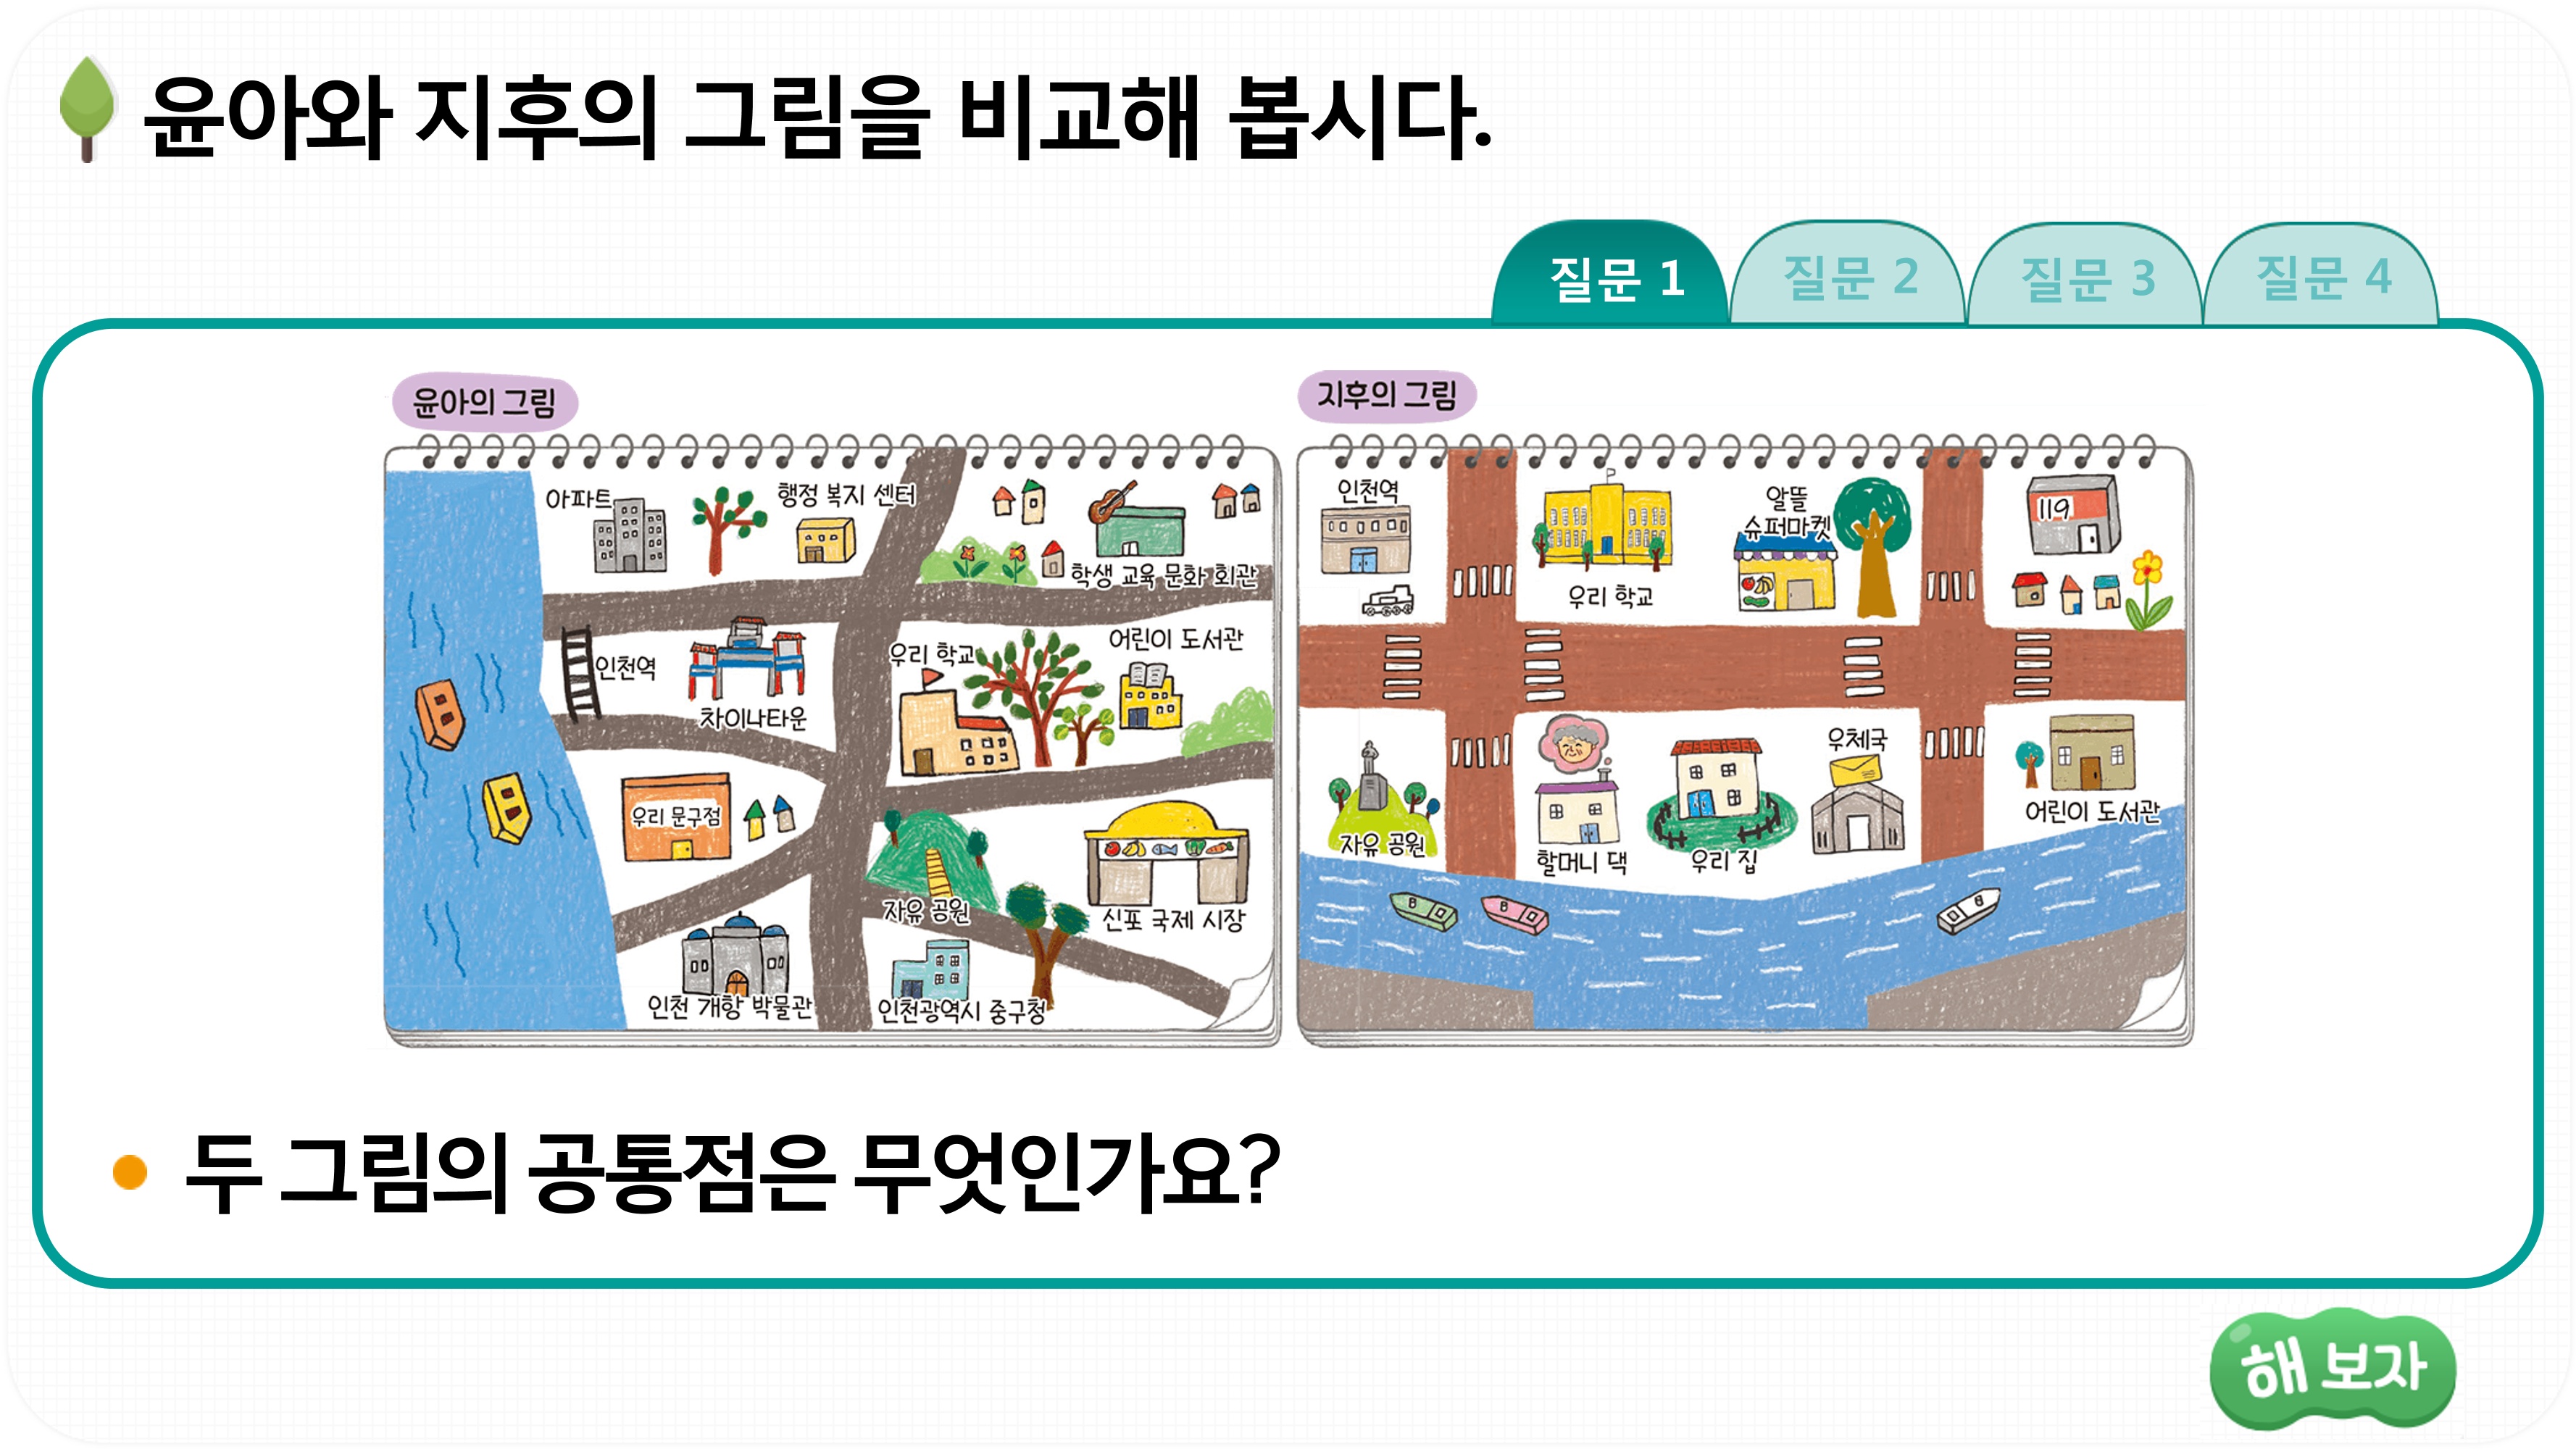 윤아와 지후의 그림을 비교해 봅시다.
질문 1
질문 2
질문 3
질문 4
윤아의 그림
아파트
행정 복지 센터
학생 교육 문화 회관
인천역
차이나타운
우리 학교
어린이 도서관
우리 문구점
자유 공원
신포 국제 시장
인천 개항 박물관
인천광역시 중구청
지후의 그림
인천역
우리 학교
알뜰
슈퍼마켓
119
자유 공원
할머니 댁
우리 집
우체국
어린이 도서관
두 그림의 공통점은 무엇인가요?
해 보자